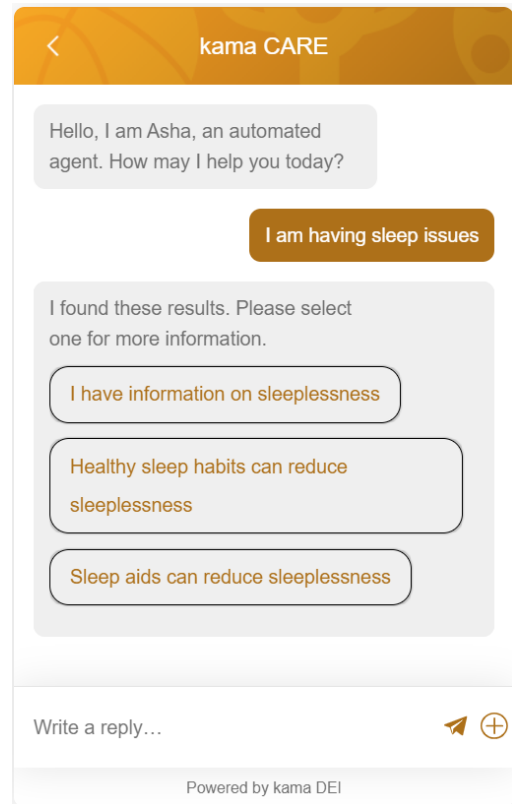 kama CARE
Hello, I am Asha, an automated
agent. How may I help you today?
I am having sleep issues
I found these results. Please select
one for more information.
I have information on sleeplessness
Healthy sleep habits can reduce
sleeplessness
Sleep aids can reduce sleeplessness
Write a reply…
Powered by kama DEI